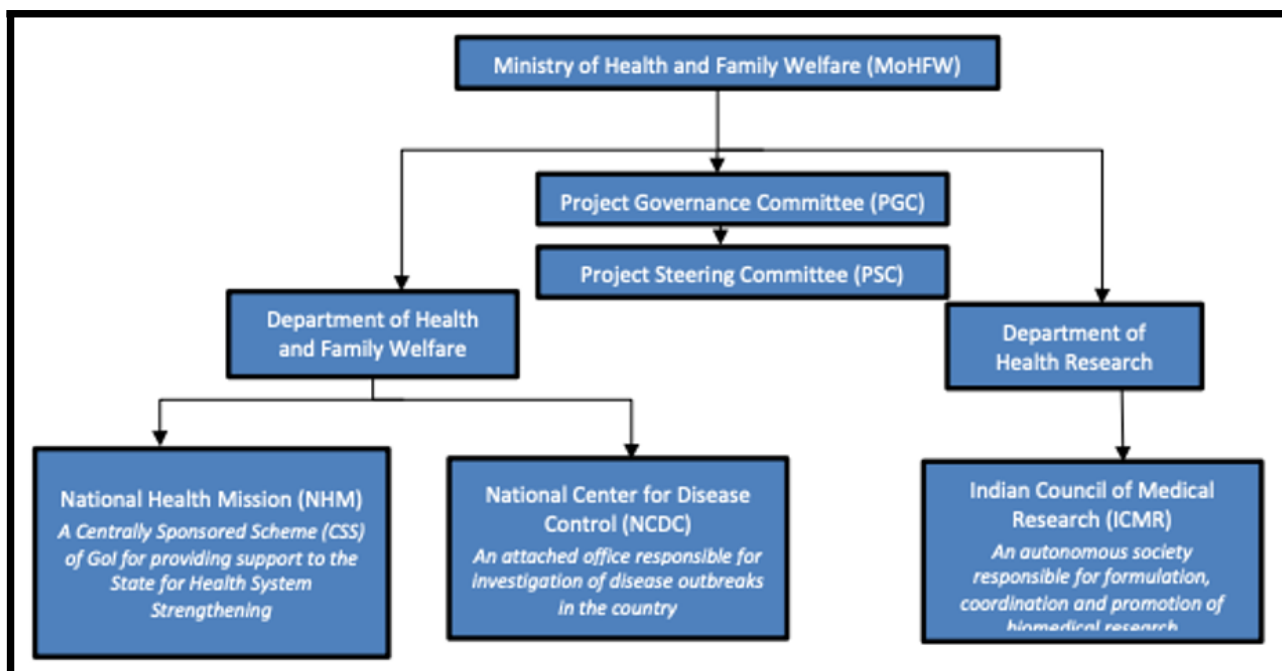 Ministry of Health and Family Welfare (MoHFW)
Project Governance Committee (PGC)
Project Steering Committee (PSC)
Department of Health
and Family Welfare
Department of
Health Research
National Health Mission (NHM)
A Centrally Sponsored Scheme (CSS)
of GoI for providing support to the
State for Health System
Strengthening
National Center for Disease
Control (NCDC)
An attached office responsible for
investigation of disease outbreaks
in the country
Indian Council of Medical
Research (ICMR)
An autonomous society
responsible for formulation,
coordination and promotion of
biomedical research